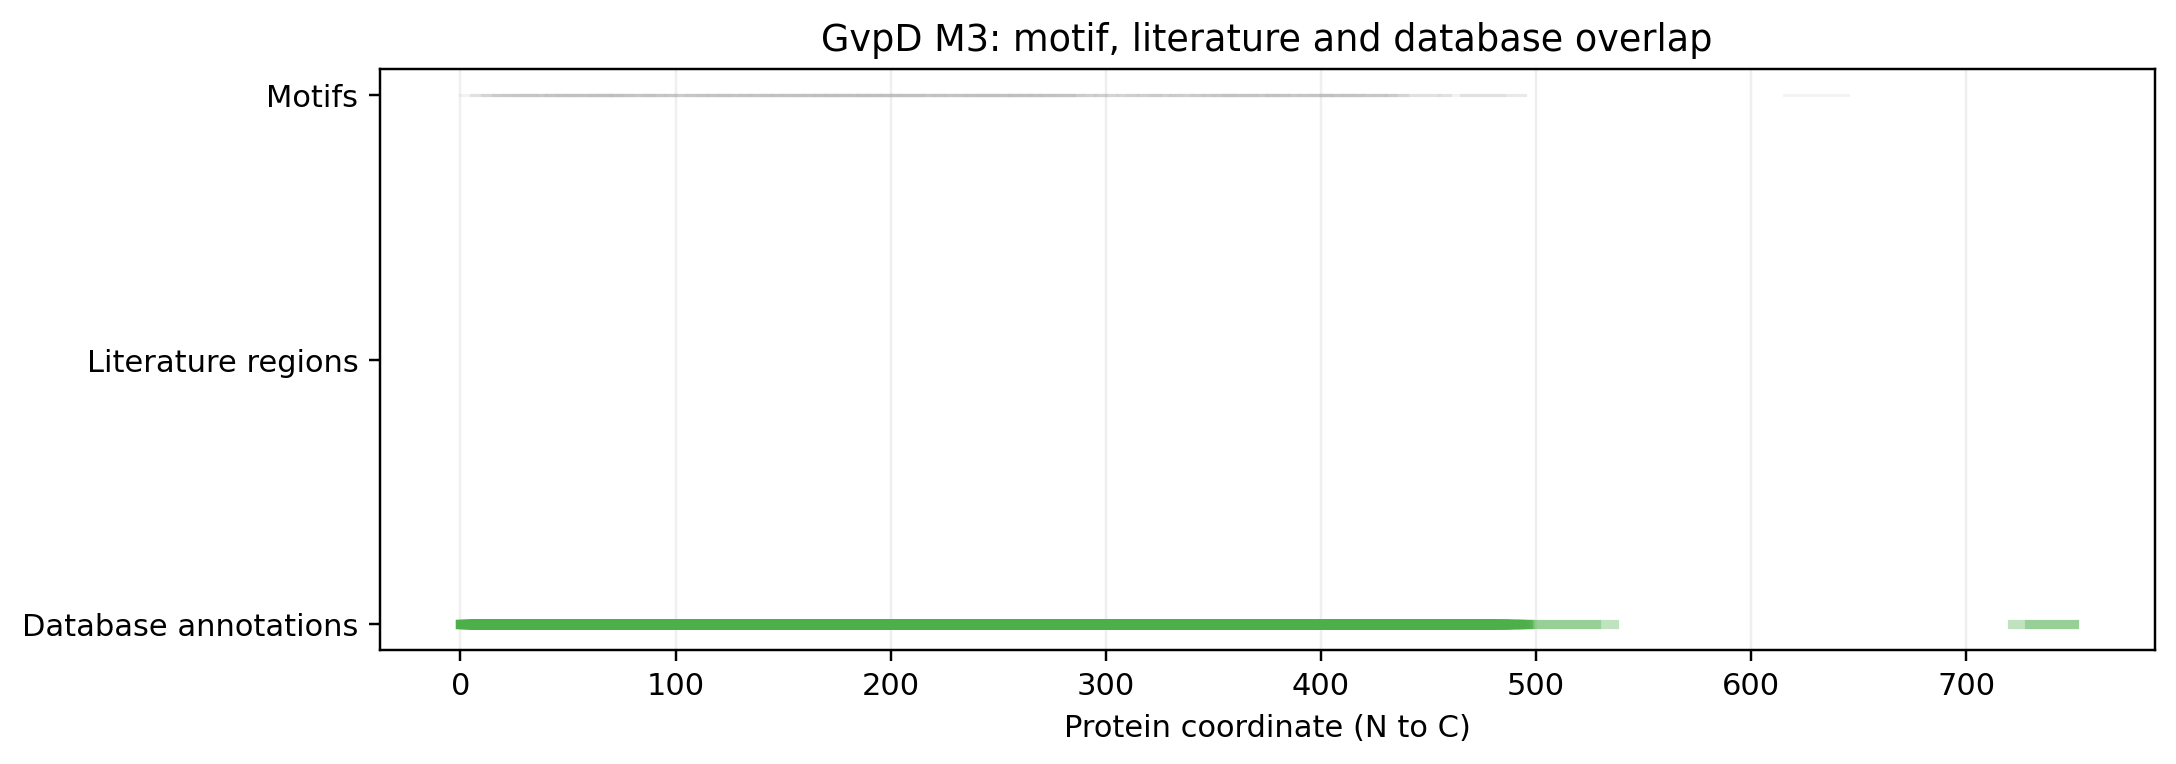 GvpD M3: motif, literature and database overlap
Motifs
Literature regions
Database annotations
0 100 200 300 400 500 600 700
Protein coordinate (N to C)